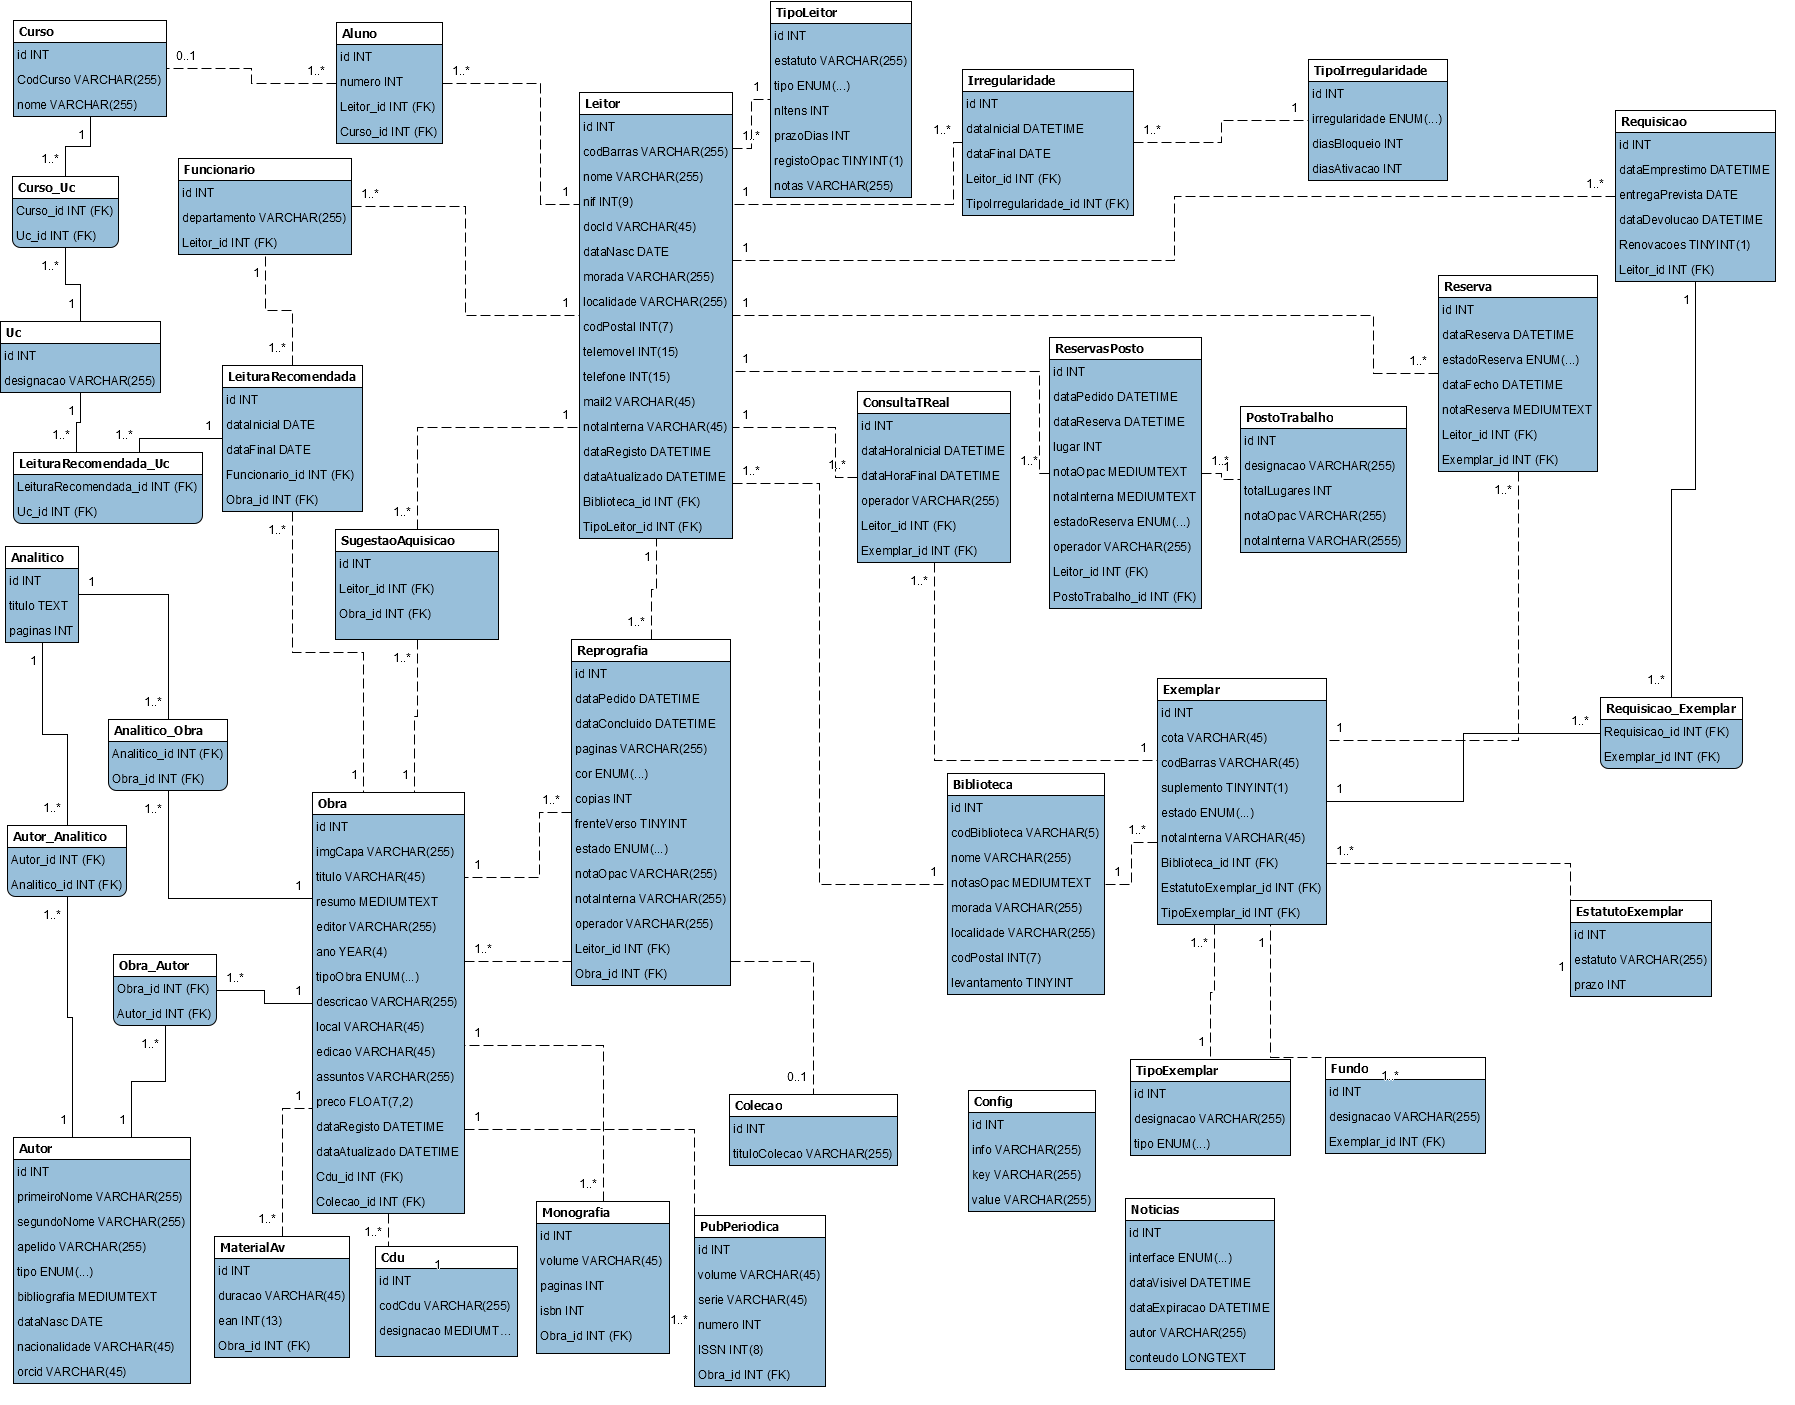 Curso
id INT
CodCurso VARCHAR(255)
nome VARCHAR(255)
0..1
1..*
Aluno
id INT
numero INT
Leitor_id INT (FK)
Curso_id INT (FK)
1..*
TipoLeitor
id INT
estatuto VARCHAR(255)
tipo ENUM(...)
nItens INT
prazoDias INT
registoOpac TINYINT(1)
notas VARCHAR(255)
1
1..*
Irregularidade
id INT
dataInicial DATETIME
dataFinal DATE
Leitor_id INT (FK)
TipoIrregularidade_id INT (FK)
1..*
1..*
1
TipoIrregularidade
id INT
irregularidade ENUM(...)
diasBloqueio INT
diasAtivacao INT
Requisicao
id INT
dataEmprestimo DATETIME
entregaPrevista DATE
dataDevolucao DATETIME
Renovacoes TINYINT(1)
Leitor_id INT (FK)
1..*
1
1
1..*
Curso_Uc
Curso_id INT (FK)
Uc_id INT (FK)
1..*
1
Funcionario
id INT
departamento VARCHAR(255)
Leitor_id INT (FK)
1..*
1
1..*
Leitor
id INT
codBarras VARCHAR(255)
nome VARCHAR(255)
nif INT(9)
docId VARCHAR(45)
dataNasc DATE
morada VARCHAR(255)
localidade VARCHAR(255)
codPostal INT(7)
telemovel INT(15)
telefone INT(15)
mail2 VARCHAR(45)
notaInterna VARCHAR(45)
dataRegisto DATETIME
dataAtualizado DATETIME
Biblioteca_id INT (FK)
TipoLeitor_id INT (FK)
1
1
1
1
1
1
1
1
1..*
1
Uc
id INT
designacao VARCHAR(255)
1
1..*
LeituraRecomendada
id INT
dataInicial DATE
dataFinal DATE
Funcionario_id INT (FK)
Obra_id INT (FK)
1
1..*
1..*
LeituraRecomendada_Uc
LeituraRecomendada_id INT (FK)
Uc_id INT (FK)
Reserva
id INT
dataReserva DATETIME
estadoReserva ENUM(...)
dataFecho DATETIME
notaReserva MEDIUMTEXT
Leitor_id INT (FK)
Exemplar_id INT (FK)
1..*
1..*
ReservasPosto
id INT
dataPedido DATETIME
dataReserva DATETIME
lugar INT
notaOpac MEDIUMTEXT
notaInterna MEDIUMTEXT
estadoReserva ENUM(...)
operador VARCHAR(255)
Leitor_id INT (FK)
PostoTrabalho_id INT (FK)
1..*
1..*
1
PostoTrabalho
id INT
designacao VARCHAR(255)
totalLugares INT
notaOpac VARCHAR(255)
notaInterna VARCHAR(2555)
ConsultaTReal
id INT
dataHoraInicial DATETIME
dataHoraFinal DATETIME
operador VARCHAR(255)
Leitor_id INT (FK)
Exemplar_id INT (FK)
1..*
1..*
SugestaoAquisicao
id INT
Leitor_id INT (FK)
Obra_id INT (FK)
1..*
1..*
Analitico
id INT
titulo TEXT
paginas INT
1
1
1..*
Analitico_Obra
Analitico_id INT (FK)
Obra_id INT (FK)
1..*
1..*
Autor_Analitico
Autor_id INT (FK)
Analitico_id INT (FK)
1..*
Reprografia
id INT
dataPedido DATETIME
dataConcluido DATETIME
paginas VARCHAR(255)
cor ENUM(...)
copias INT
frenteVerso TINYINT
estado ENUM(...)
notaOpac VARCHAR(255)
notaInterna VARCHAR(255)
operador VARCHAR(255)
Leitor_id INT (FK)
Obra_id INT (FK)
1..*
1..*
Exemplar
id INT
cota VARCHAR(45)
codBarras VARCHAR(45)
suplemento TINYINT(1)
estado ENUM(...)
notaInterna VARCHAR(45)
Biblioteca_id INT (FK)
EstatutoExemplar_id INT (FK)
TipoExemplar_id INT (FK)
1
1
1
1..*
1..*
1..*
1
Requisicao_Exemplar
Requisicao_id INT (FK)
Exemplar_id INT (FK)
1..*
1..*
Biblioteca
id INT
codBiblioteca VARCHAR(5)
nome VARCHAR(255)
notasOpac MEDIUMTEXT
morada VARCHAR(255)
localidade VARCHAR(255)
codPostal INT(7)
levantamento TINYINT
1
1
Obra
id INT
imgCapa VARCHAR(255)
titulo VARCHAR(45)
resumo MEDIUMTEXT
editor VARCHAR(255)
ano YEAR(4)
tipoObra ENUM(...)
descricao VARCHAR(255)
local VARCHAR(45)
edicao VARCHAR(45)
assuntos VARCHAR(255)
preco FLOAT(7,2)
dataRegisto DATETIME
dataAtualizado DATETIME
Cdu_id INT (FK)
Colecao_id INT (FK)
1
1
1
1
1
1
1
1
1..*
1..*
EstatutoExemplar
id INT
estatuto VARCHAR(255)
prazo INT
1
Obra_Autor
Obra_id INT (FK)
Autor_id INT (FK)
1..*
1..*
Autor
id INT
primeiroNome VARCHAR(255)
segundoNome VARCHAR(255)
apelido VARCHAR(255)
tipo ENUM(...)
bibliografia MEDIUMTEXT
dataNasc DATE
nacionalidade VARCHAR(45)
orcid VARCHAR(45)
1
1
Colecao
id INT
tituloColecao VARCHAR(255)
0..1
Config
id INT
info VARCHAR(255)
key VARCHAR(255)
value VARCHAR(255)
TipoExemplar
id INT
designacao VARCHAR(255)
tipo ENUM(...)
1
Fundo
1..*
id INT
designacao VARCHAR(255)
Exemplar_id INT (FK)
MaterialAv
id INT
duracao VARCHAR(45)
ean INT(13)
Obra_id INT (FK)
1..*
Cdu
1
id INT
codCdu VARCHAR(255)
designacao MEDIUMT...
Monografia
id INT
volume VARCHAR(45)
paginas INT
isbn INT
Obra_id INT (FK)
1..*
PubPeriodica
id INT
volume VARCHAR(45)
serie VARCHAR(45)
numero INT
ISSN INT(8)
Obra_id INT (FK)
1..*
Noticias
id INT
interface ENUM(...)
dataVisivel DATETIME
dataExpiracao DATETIME
autor VARCHAR(255)
conteudo LONGTEXT